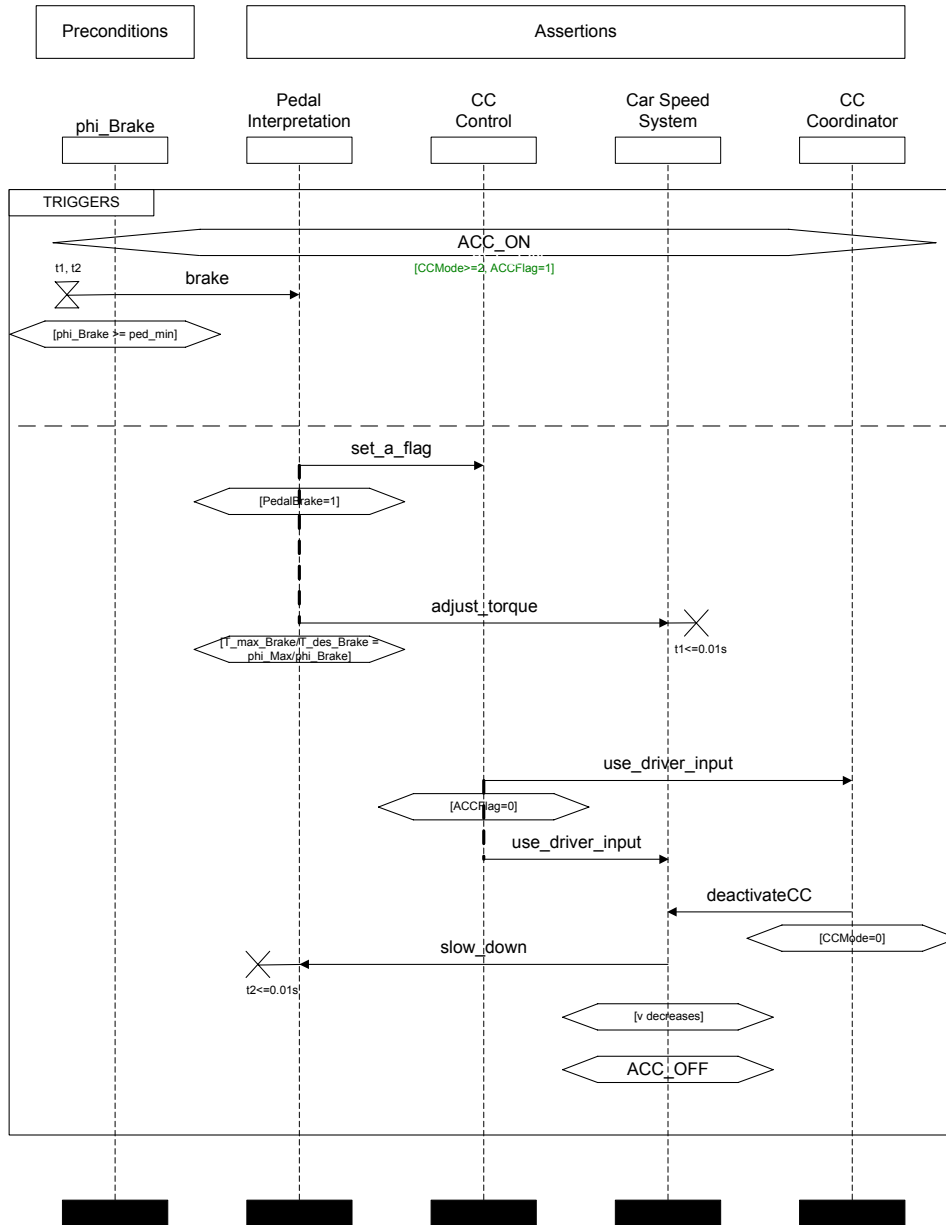 Preconditions
Assertions
phi_Brake
Pedal
Interpretation
CC
Control
Car Speed
System
CC
Coordinator
TRIGGERS
ACC_ON
[CCMode>=2, ACCFlag=1]
t1, t2
brake
[phi_Brake >= ped_min]
set_a_flag
[PedalBrake=1]
adjust_torque
[T_max_Brake/T_des_Brake =
phi_Max/phi_Brake]
t1<=0.01s
use_driver_input
[ACCFlag=0]
use_driver_input
deactivateCC
[CCMode=0]
slow_down
t2<=0.01s
[v decreases]
ACC_OFF